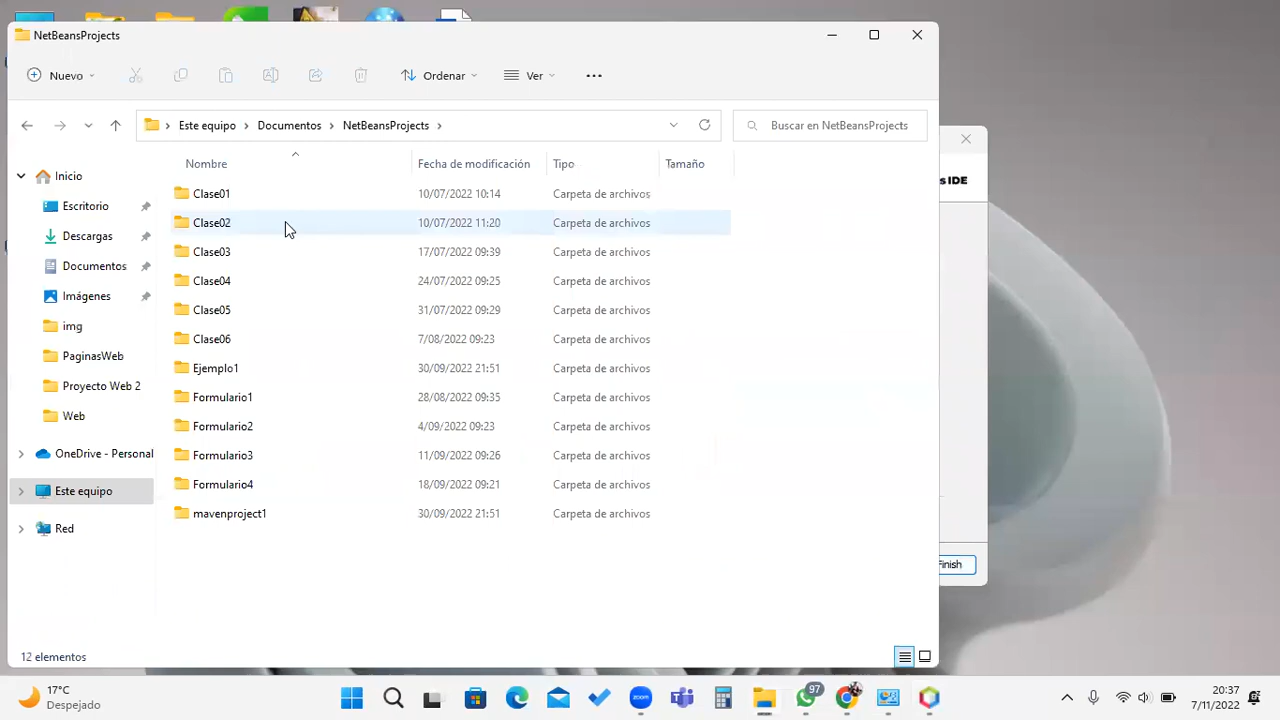 NetBeansProjects
Nuevo
Ordenar
Ver
Este equipo
Documentos
NetBeansProjects
Buscar en NetBeansProjects
Nombre
Fecha de modificación
Tipo
Tamaño
Inicio
Escritorio
Descargas
Documentos
Imágenes
img
PaginasWeb
Proyecto Web 2
Web
OneDrive - Personal
Este equipo
Red
Clase01 10/07/2022 10:14 Carpeta de archivos
Clase02 10/07/2022 11:20 Carpeta de archivos
Clase03 17/07/2022 09:39 Carpeta de archivos
Clase04 24/07/2022 09:25 Carpeta de archivos
Clase05 31/07/2022 09:29 Carpeta de archivos
Clase06 7/08/2022 09:23 Carpeta de archivos
Ejemplo1 30/09/2022 21:51 Carpeta de archivos
Formulario1 28/08/2022 09:35 Carpeta de archivos
Formulario2 4/09/2022 09:23 Carpeta de archivos
Formulario3 11/09/2022 09:26 Carpeta de archivos
Formulario4 18/09/2022 09:21 Carpeta de archivos
mavenproject1 30/09/2022 21:51 Carpeta de archivos
12 elementos
s IDE
inish
17°C
Despejado
97
20:37
7/11/2022